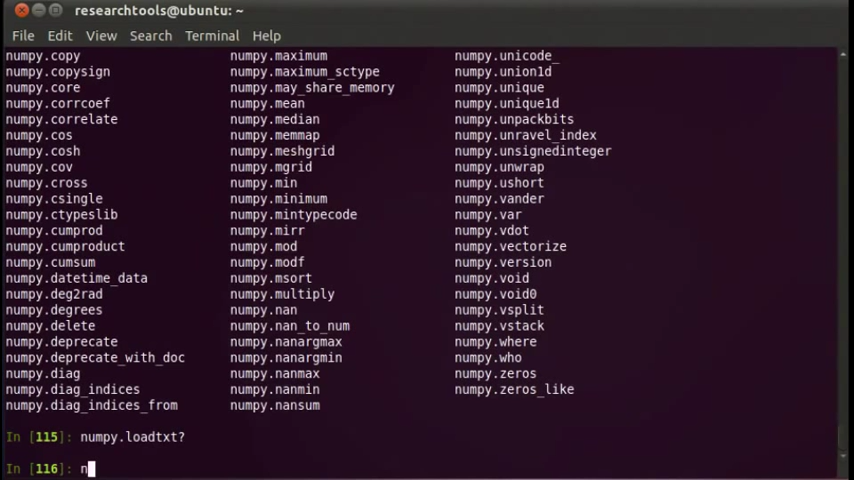 researchtools@ubuntu: ~
File Edit View Search Terminal Help
numpy.copy numpy.maximum numpy.unicode_
numpy.copysign numpy.maximum_sctype numpy.union1d
numpy.core numpy.may_share_memory numpy.unique
numpy.corrcoef numpy.mean numpy.unique1d
numpy.correlate numpy.median numpy.unpackbits
numpy.cos numpy.memmap numpy.unravel_index
numpy.cosh numpy.meshgrid numpy.unsignedinteger
numpy.cov numpy.mgrid numpy.unwrap
numpy.cross numpy.min numpy.ushort
numpy.csingle numpy.minimum numpy.vander
numpy.ctypeslib numpy.mintypecode numpy.var
numpy.cumprod numpy.mirr numpy.vdot
numpy.cumproduct numpy.mod numpy.vectorize
numpy.cumsum numpy.modf numpy.version
numpy.datetime_data numpy.msort numpy.void
numpy.deg2rad numpy.multiply numpy.void0
numpy.degrees numpy.nan numpy.vsplit
numpy.delete numpy.nan_to_num numpy.vstack
numpy.deprecate numpy.nanargmax numpy.where
numpy.deprecate_with_doc numpy.nanargmin numpy.who
numpy.diag numpy.nanmax numpy.zeros
numpy.diag_indices numpy.nanmin numpy.zeros_like
numpy.diag_indices_from numpy.nansum
In [115]: numpy.loadtxt?
In [116]: n